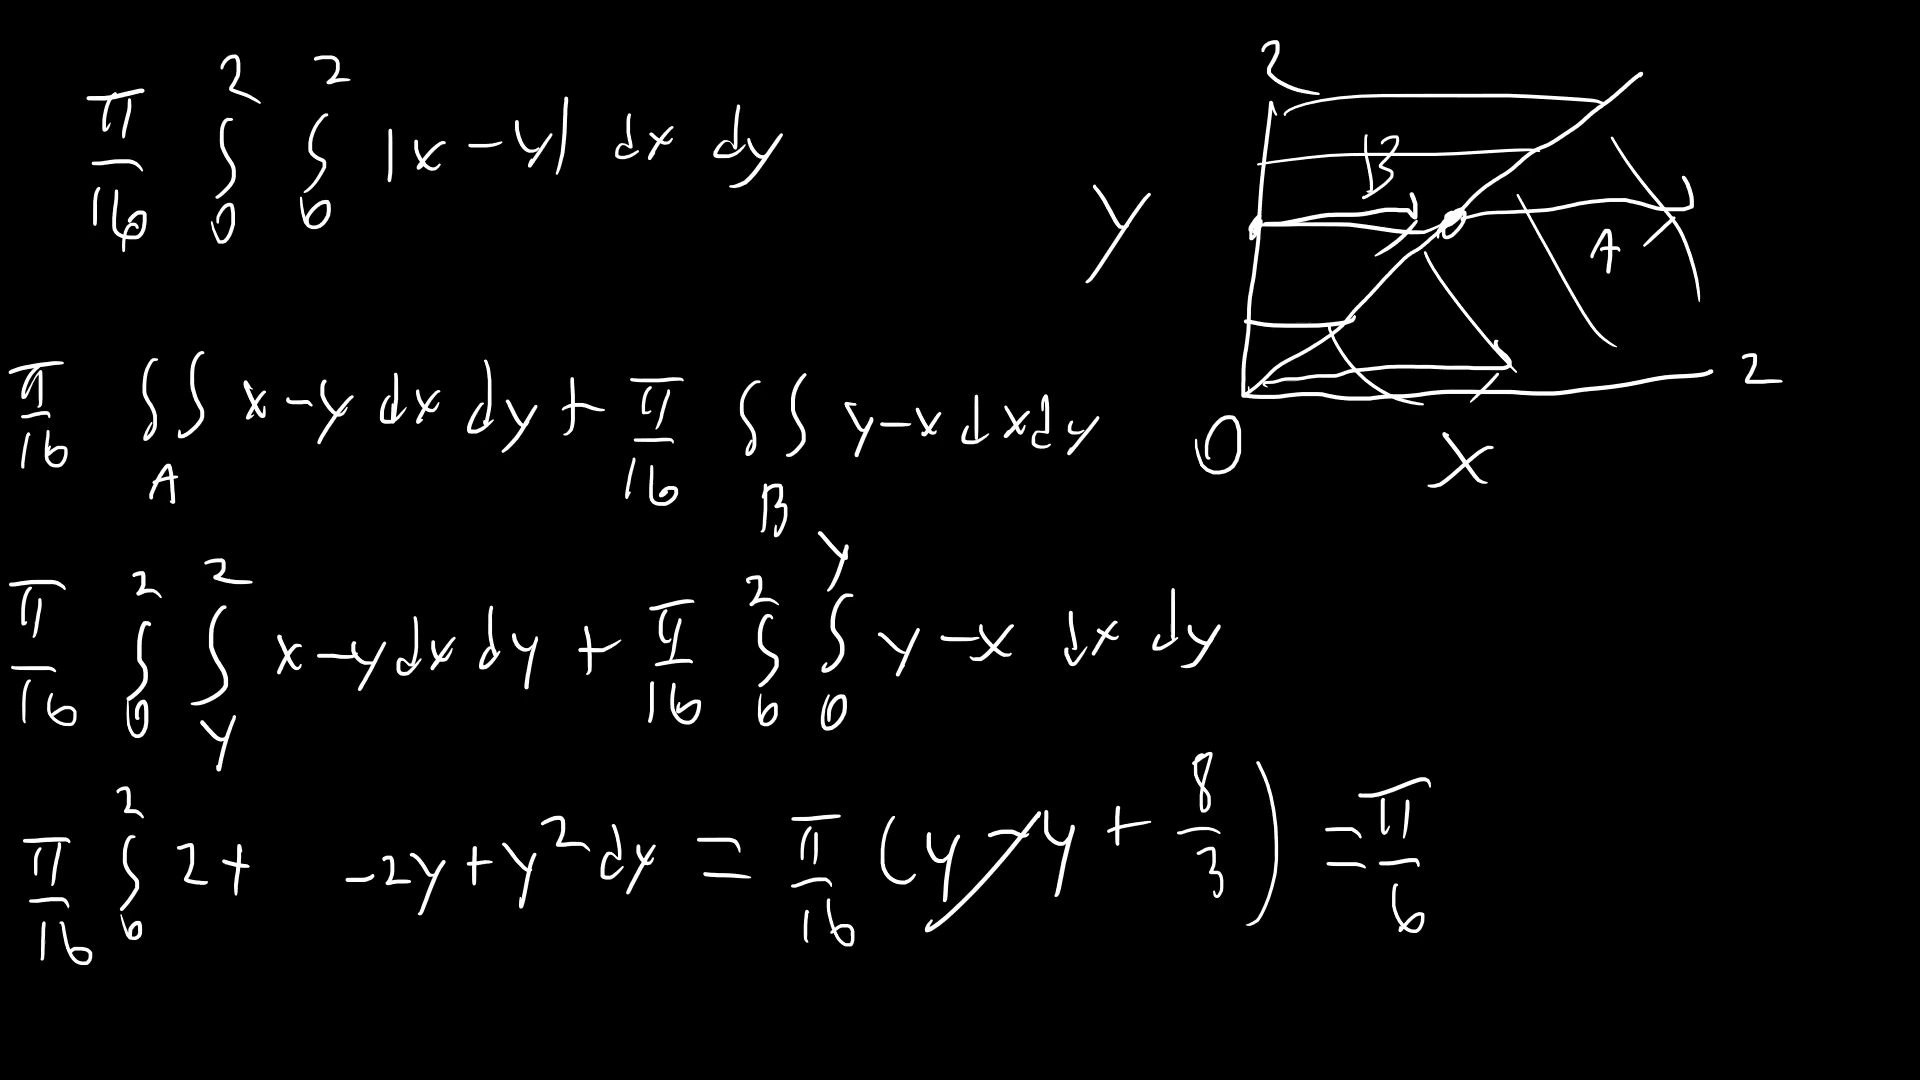 π/16 ∫₀² ∫₀² |x-y| dx dy
π/16 ∫∫_A x-y dx dy + π/16 ∫∫_B y-x dx dy
π/16 ∫₀² ∫_y² x-y dx dy + π/16 ∫₀² ∫₀^y y-x dx dy
π/16 ∫₀² 2+ -2y+y² dy = π/16 (y-y + 8/3) = π/6
2
B
A
Y
2
0
X